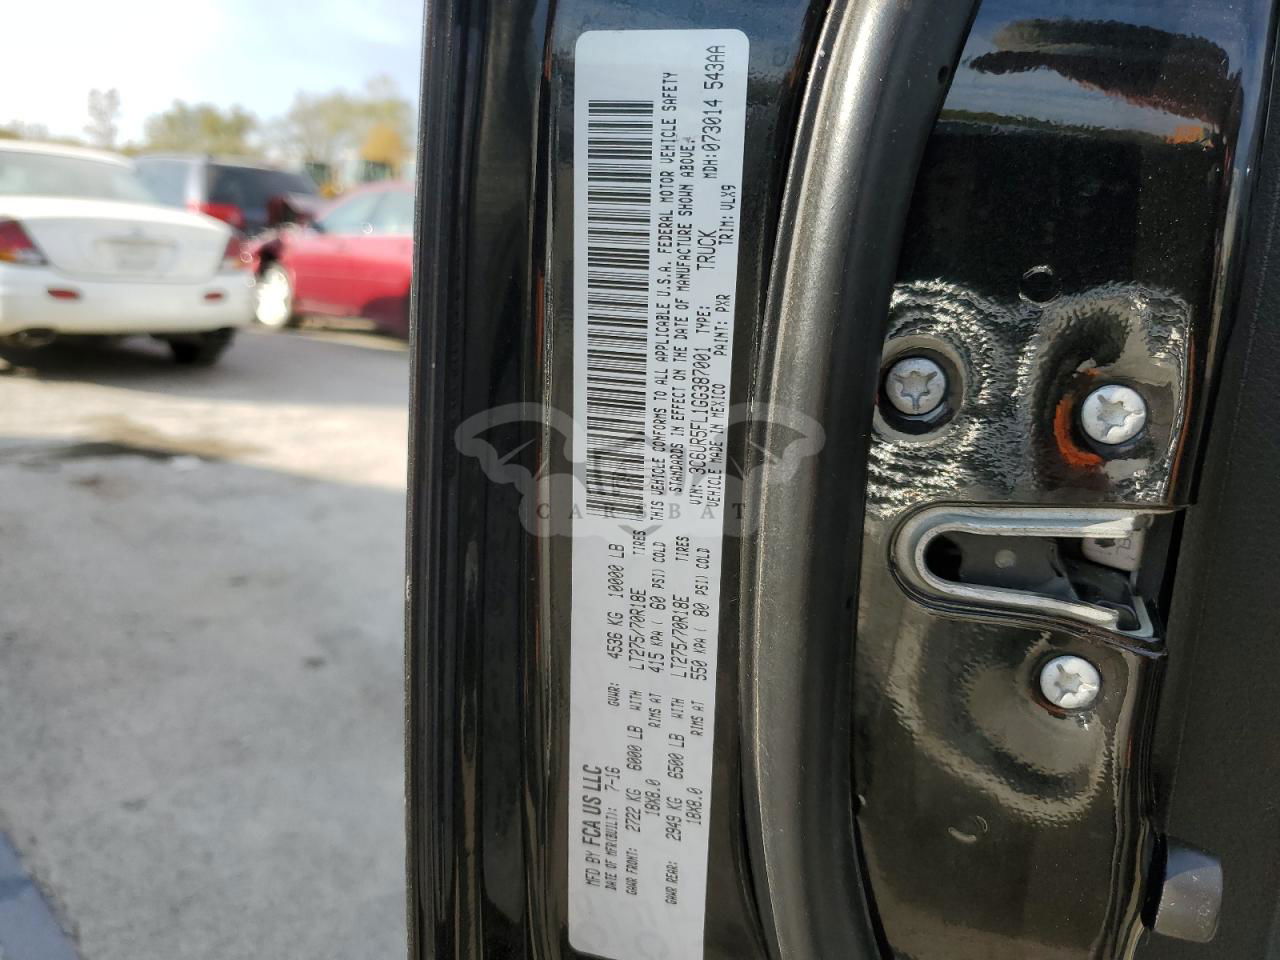 MFD BY FCA US LLC
DATE OF MFR(BUILT): 7-16 GVWR: 4536 KG 10000 LB
GAWR FRONT: 2722 KG 6000 LB WITH LT275/70R18E TIRES
18X8.0 RIMS AT 415 KPA ( 60 PSI) COLD
GAWR REAR: 2949 KG 6500 LB WITH LT275/70R18E TIRES
18X8.0 RIMS AT 550 KPA ( 80 PSI) COLD
THIS VEHICLE CONFORMS TO ALL APPLICABLE U.S.A. FEDERAL MOTOR VEHICLE SAFETY
STANDARDS IN EFFECT ON THE DATE OF MANUFACTURE SHOWN ABOVE.
VIN: 3C6UR5FL1GG387001 TYPE: TRUCK MDH:073014 543AA
VEHICLE MADE IN MEXICO PAINT: PXR TRIM: VLX9
CARSBAT